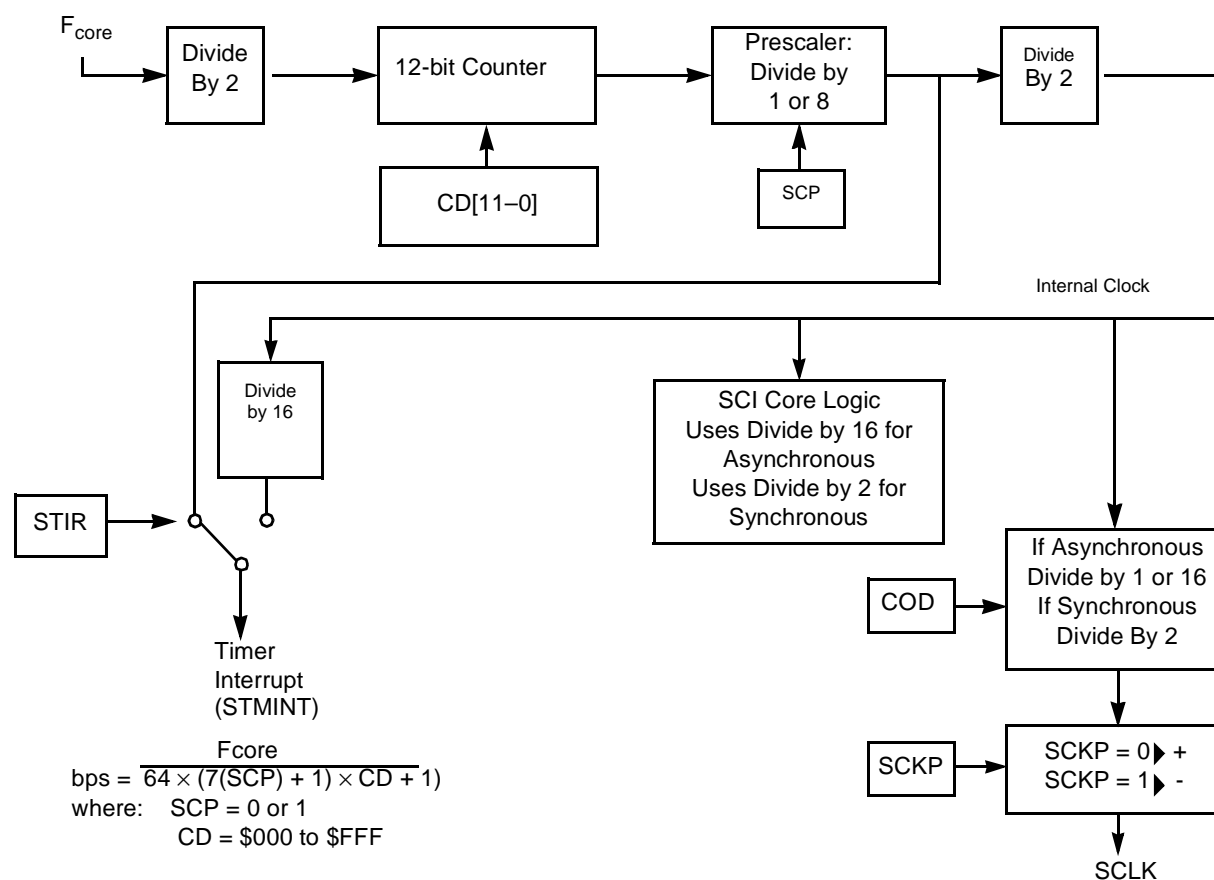 Fcore
Divide
By 2
12-bit Counter
Prescaler:
Divide by
1 or 8
Divide
By 2
CD[11–0]
SCP
Internal Clock
Divide
by 16
SCI Core Logic
Uses Divide by 16 for
Asynchronous
Uses Divide by 2 for
Synchronous
STIR
If Asynchronous
Divide by 1 or 16
If Synchronous
Divide By 2
COD
Timer
Interrupt
(STMINT)
SCKP
SCKP = 0 +
SCKP = 1 -
Fcore
bps = 64 × (7(SCP) + 1) × CD + 1)
where: SCP = 0 or 1
CD = $000 to $FFF
SCLK